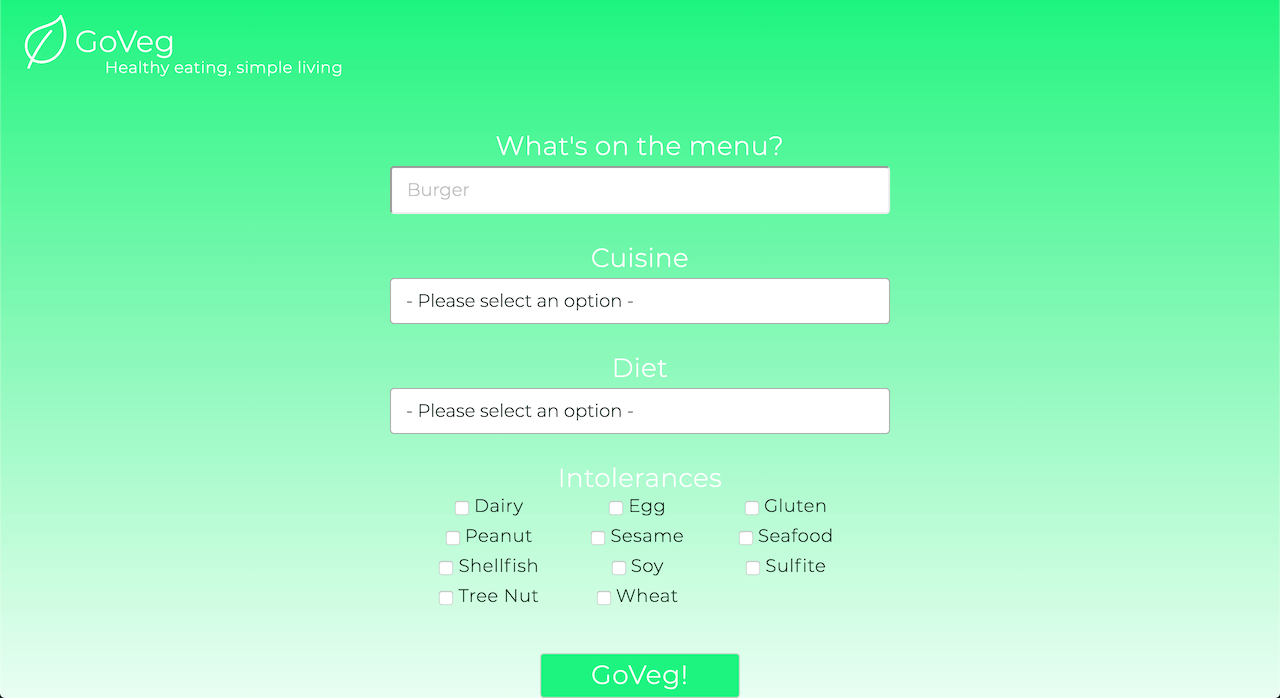 GoVeg
Healthy eating, simple living
What's on the menu?
Burger
Cuisine
- Please select an option -
Diet
- Please select an option -
Intolerances
Dairy Egg Gluten
Peanut Sesame Seafood
Shellfish Soy Sulfite
Tree Nut Wheat
GoVeg!